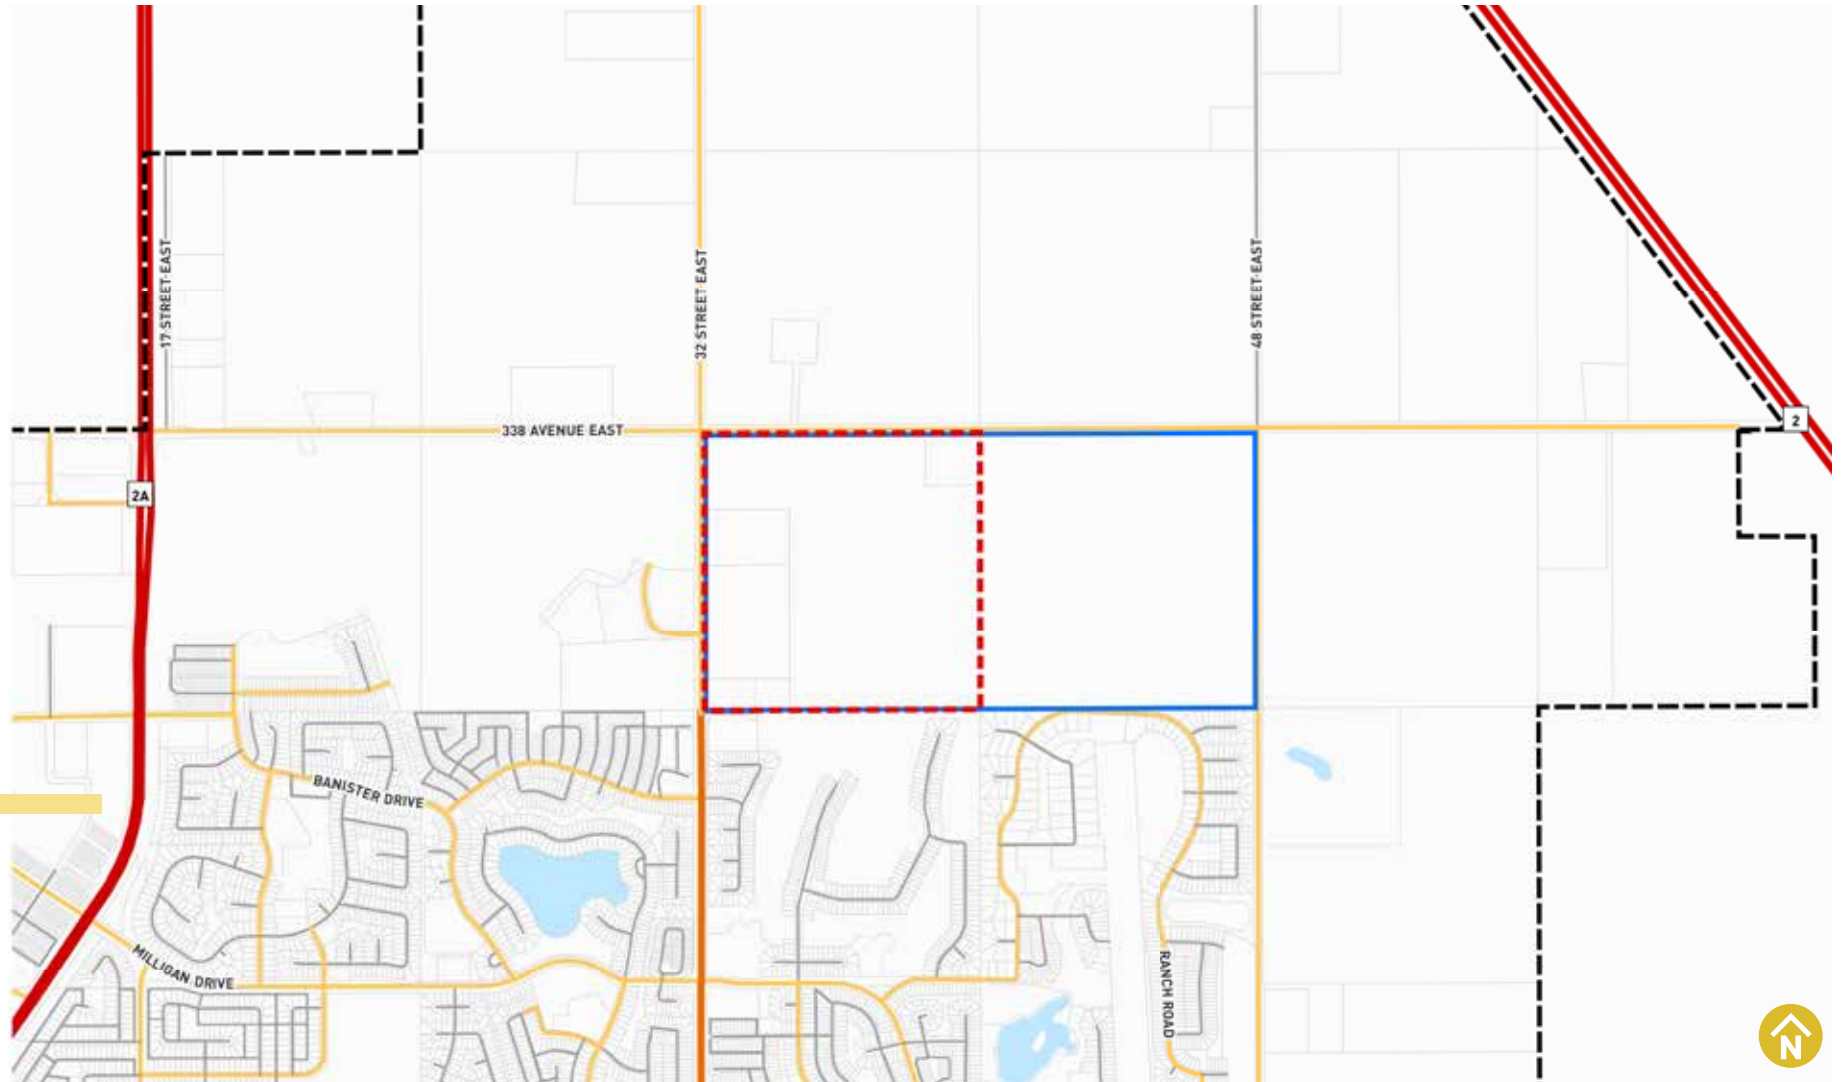 17 STREET EAST
32 STREET EAST
48 STREET EAST
2
338 AVENUE EAST
2A
BANISTER DRIVE
MILLIGAN DRIVE
RANCH ROAD
N